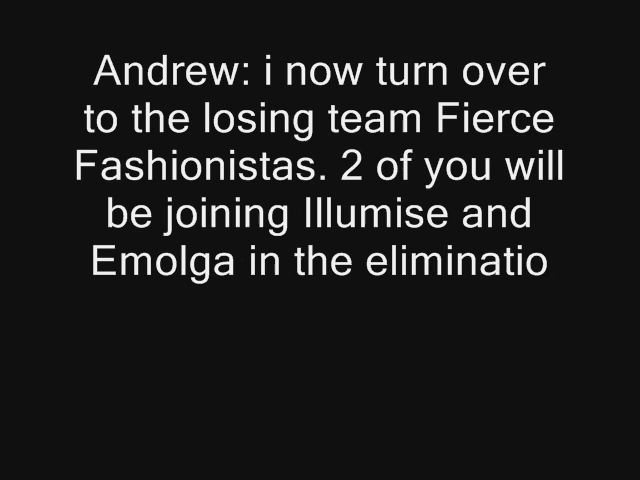 Andrew: i now turn over
to the losing team Fierce
Fashionistas. 2 of you will
be joining Illumise and
Emolga in the eliminatio